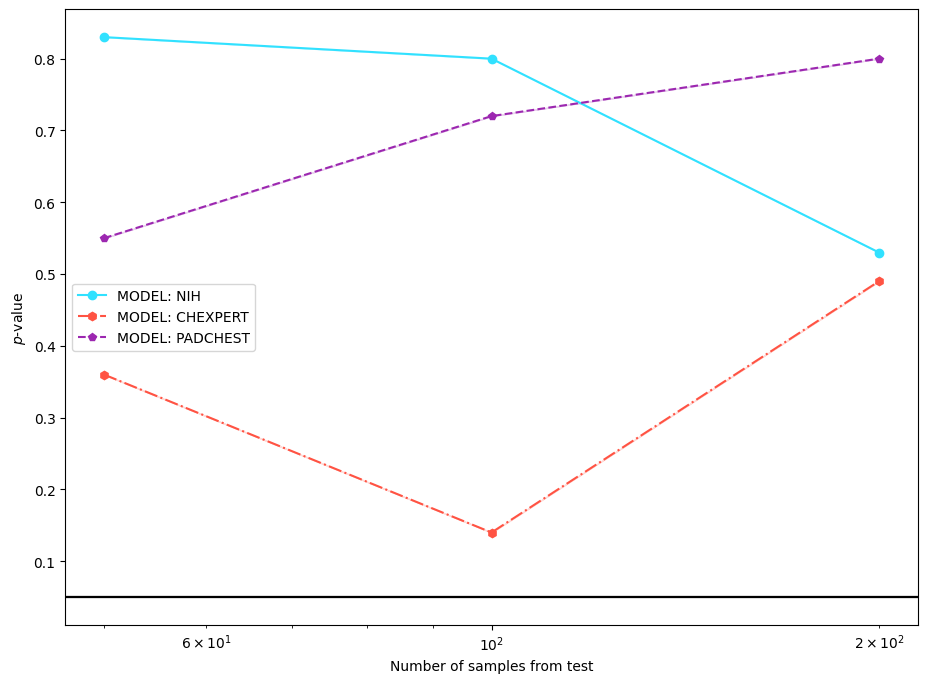 0.8
0.7
0.6
0.5
0.4
0.3
0.2
0.1
p-value
MODEL: NIH
MODEL: CHEXPERT
MODEL: PADCHEST
6 × 10¹
10²
2 × 10²
Number of samples from test